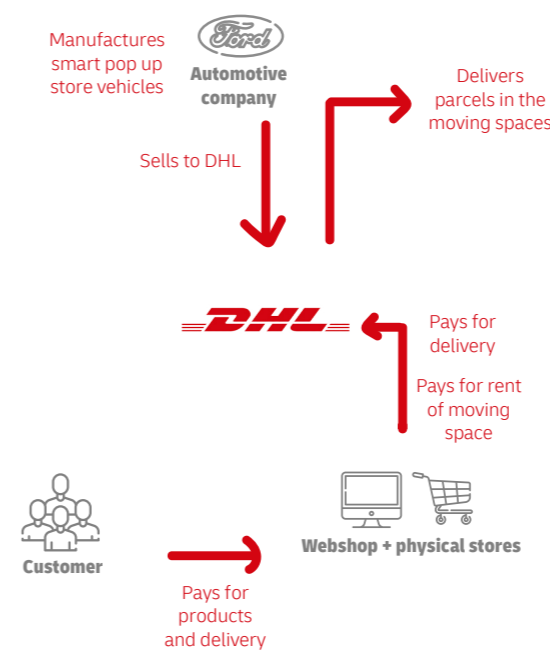 Manufactures
smart pop up
store vehicles
Ford
Automotive
company
Delivers
parcels in the
moving spaces
Sells to DHL
DHL
Pays for
delivery
Pays for rent
of moving
space
Customer
Webshop + physical stores
Pays for
products
and delivery